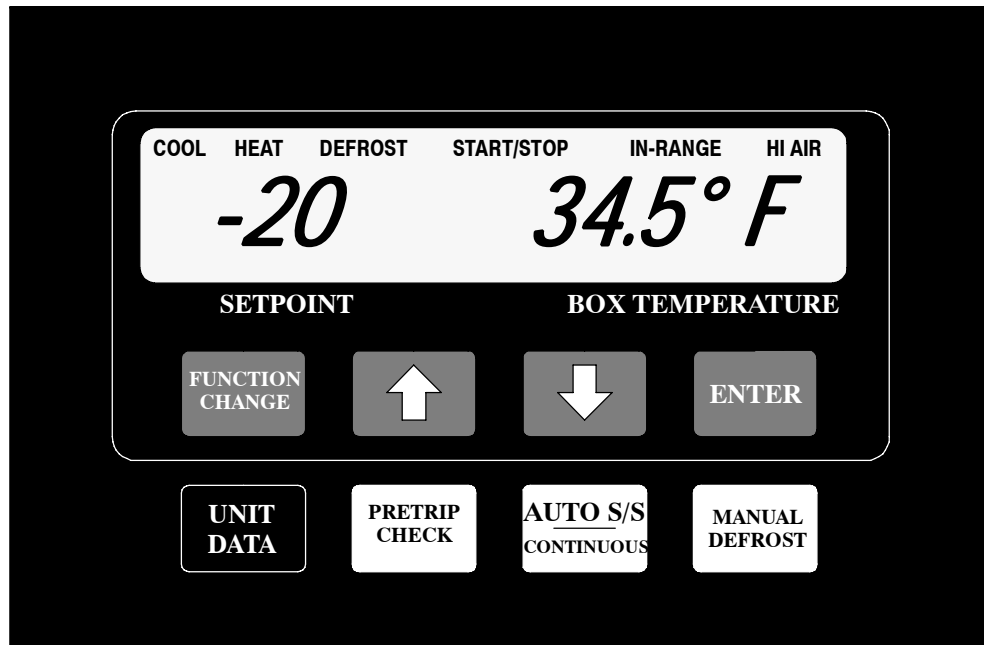 COOL HEAT DEFROST START/STOP IN-RANGE HI AIR
-20 34.5° F
SETPOINT BOX TEMPERATURE
FUNCTION
CHANGE
ENTER
UNIT
DATA
PRETRIP
CHECK
AUTO S/S
CONTINUOUS
MANUAL
DEFROST